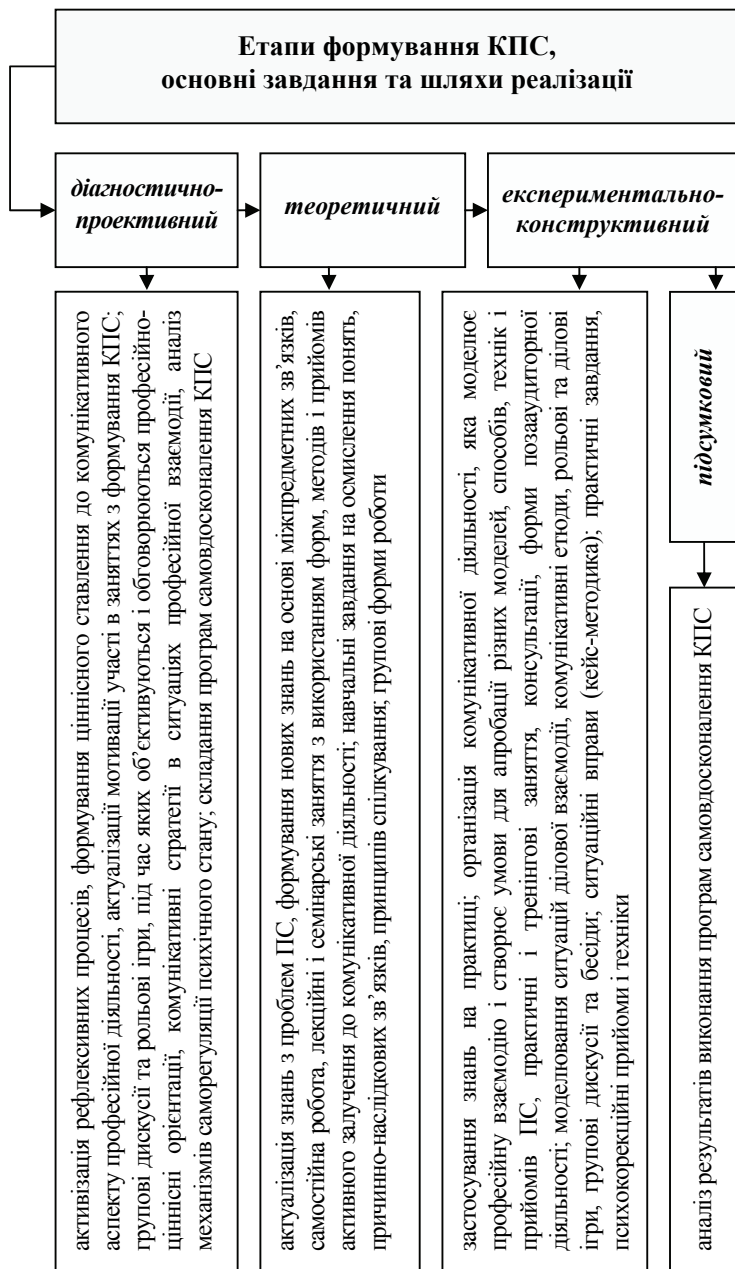 Етапи формування КПС,
основні завдання та шляхи реалізації
діагностично-
проективний
теоретичний
експериментально-
конструктивний
підсумковий
активізація рефлексивних процесів, формування ціннісного ставлення до комунікативного
аспекту професійної діяльності, актуалізації мотивації участі в заняттях з формування КПС;
групові дискусії та рольові ігри, під час яких об’єктивуються і обговорюються професійно-
ціннісні орієнтації, комунікативні стратегії в ситуаціях професійної взаємодії, аналіз
механізмів саморегуляції психічного стану; складання програм самовдосконалення КПС
актуалізація знань з проблем ПС, формування нових знань на основі міжпредметних зв’язків,
самостійна робота, лекційні і семінарські заняття з використанням форм, методів і прийомів
активного залучення до комунікативної діяльності; навчальні завдання на осмислення понять,
причинно-наслідкових зв’язків, принципів спілкування; групові форми роботи
застосування знань на практиці; організація комунікативної діяльності, яка моделює
професійну взаємодію і створює умови для апробації різних моделей, способів, технік і
прийомів ПС, практичні і тренінгові заняття, консультації, форми позааудиторної
діяльності; моделювання ситуацій ділової взаємодії, комунікативні етюди, рольові та ділові
ігри, групові дискусії та бесіди; ситуаційні вправи (кейс-методика); практичні завдання,
психокорекційні прийоми і техніки
аналіз результатів виконання програм самовдосконалення КПС